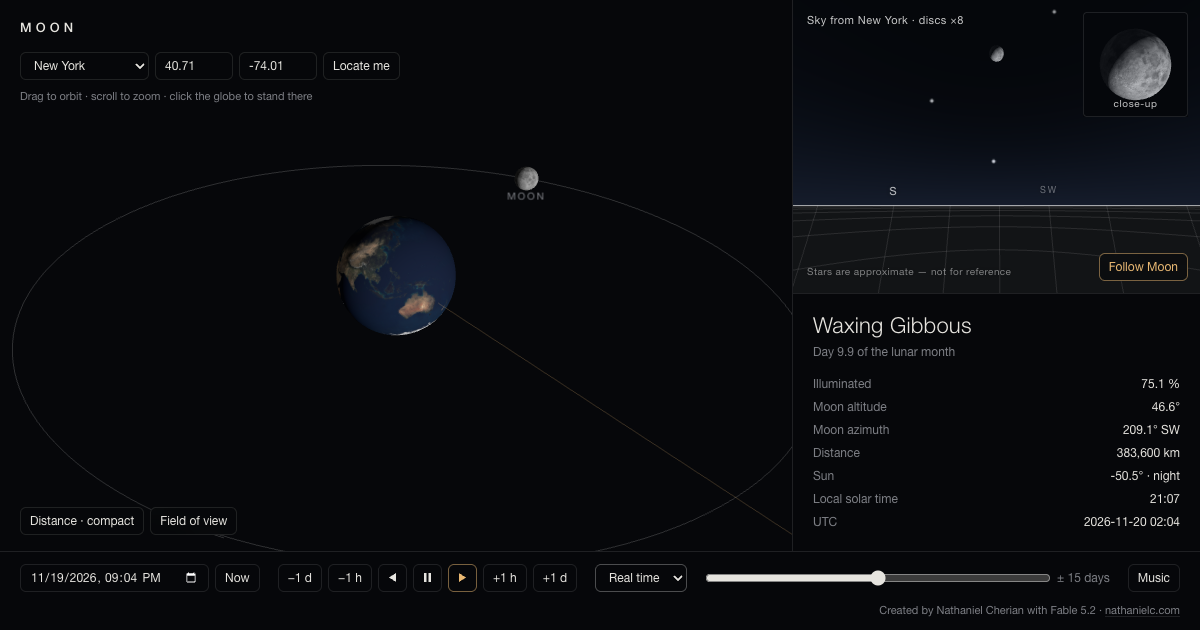 MOON
New York 40.71 -74.01 Locate me
Drag to orbit · scroll to zoom · click the globe to stand there
MOON
Distance · compact Field of view
Sky from New York · discs ×8
close-up
S SW
Stars are approximate — not for reference
Follow Moon
Waxing Gibbous
Day 9.9 of the lunar month
Illuminated 75.1 %
Moon altitude 46.6°
Moon azimuth 209.1° SW
Distance 383,600 km
Sun -50.5° · night
Local solar time 21:07
UTC 2026-11-20 02:04
11/19/2026, 09:04 PM Now −1 d −1 h +1 h +1 d Real time ± 15 days Music
Created by Nathaniel Cherian with Fable 5.2 · nathanielc.com